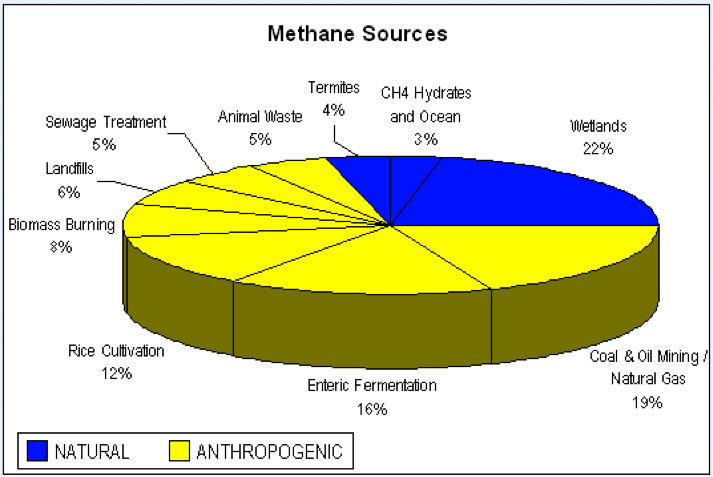 Methane Sources
Termites
4%
CH4 Hydrates
and Ocean
3%
Wetlands
22%
Animal Waste
5%
Sewage Treatment
5%
Landfills
6%
Biomass Burning
8%
Rice Cultivation
12%
Enteric Fermentation
16%
Coal & Oil Mining /
Natural Gas
19%
NATURAL
ANTHROPOGENIC